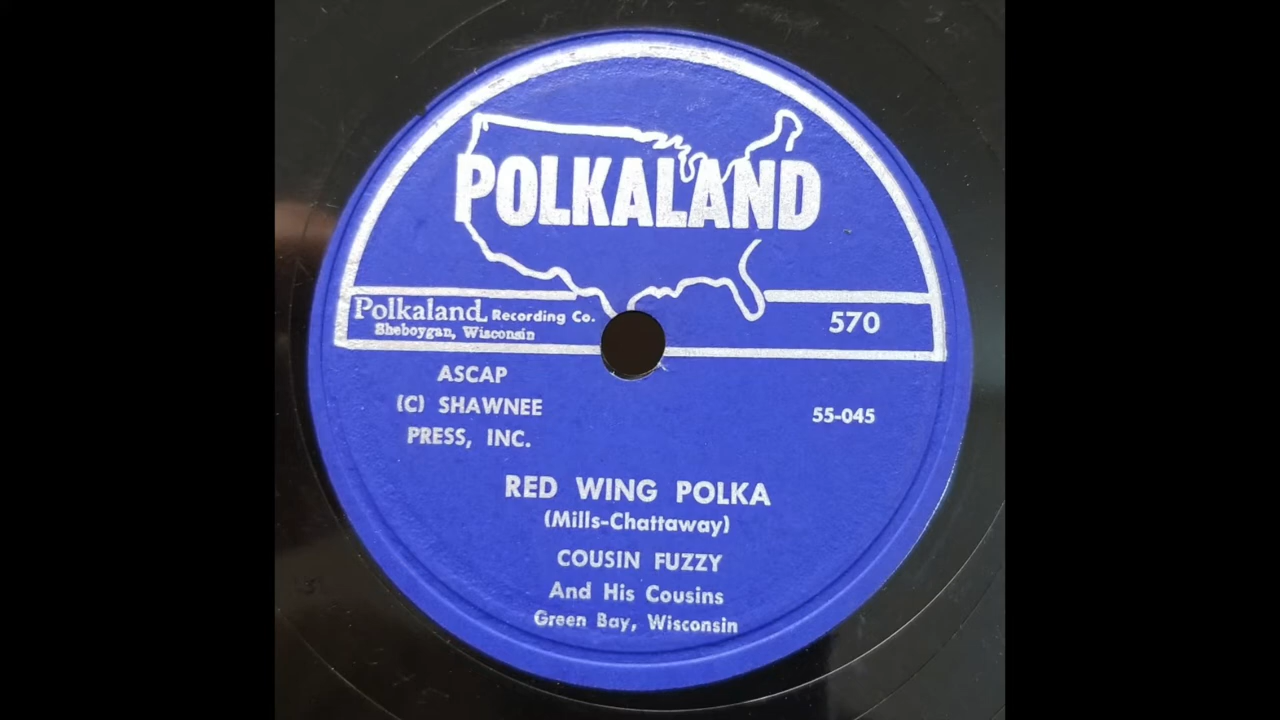 POLKALAND
Polkaland Recording Co.
Sheboygan, Wisconsin
570
ASCAP
(C) SHAWNEE
PRESS, INC.
55-045
RED WING POLKA
(Mills-Chattaway)
COUSIN FUZZY
And His Cousins
Green Bay, Wisconsin